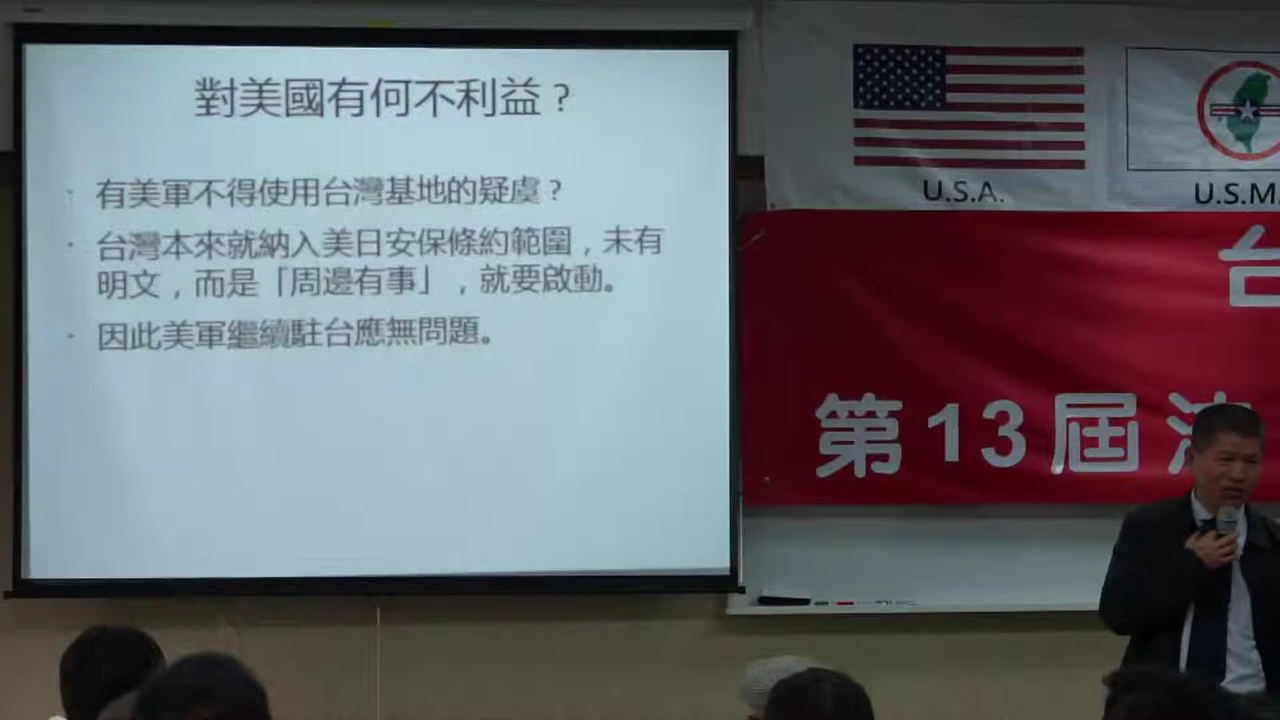 對美國有何不利益？
· 有美軍不得使用台灣基地的疑虞？
· 台灣本來就納入美日安保條約範圍，未有
明文，而是「周邊有事」，就要啟動。
· 因此美軍繼續駐台應無問題。
U.S.A.
U.S.M.
台
第13屆